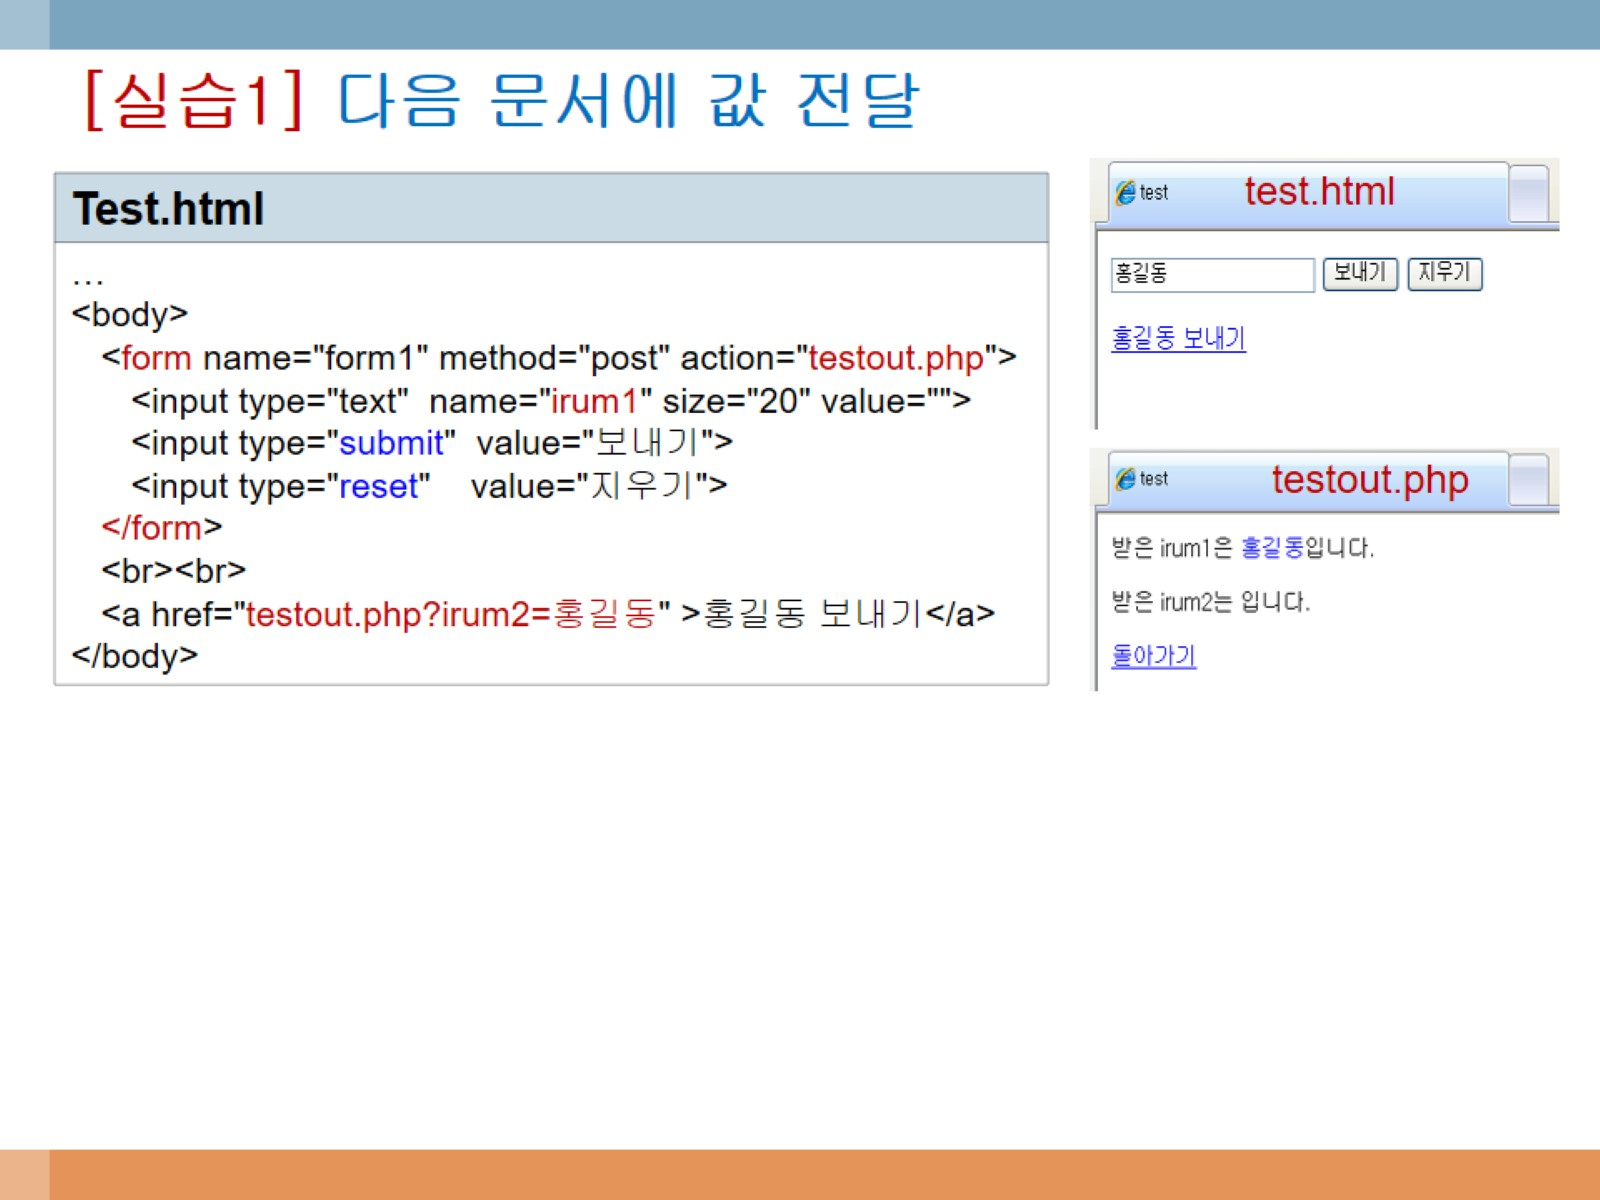 [실습1] 다음 문서에 값 전달
Test.html
...
<body>
<form name="form1" method="post" action="testout.php">
<input type="text"  name="irum1" size="20" value="">
<input type="submit"  value="보내기">
<input type="reset"    value="지우기">
</form>
<br><br>
<a href="testout.php?irum2=홍길동" >홍길동 보내기</a>
</body>
test test.html
홍길동 보내기 지우기
홍길동 보내기
test testout.php
받은 irum1은 홍길동입니다.
받은 irum2는 입니다.
돌아가기